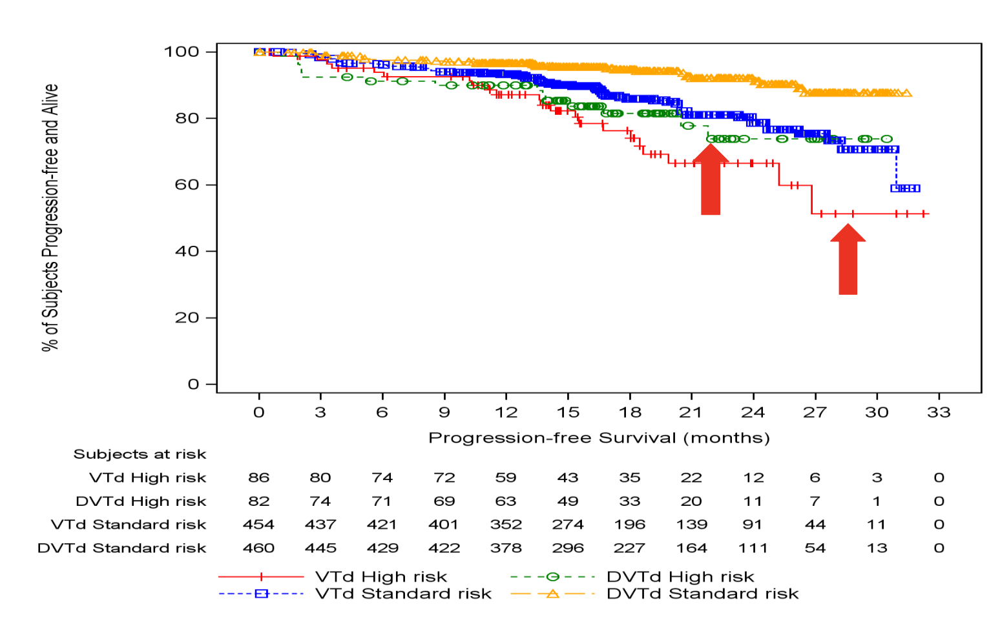 % of Subjects Progression-free and Alive
100
80
60
40
20
0
0 3 6 9 12 15 18 21 24 27 30 33
Progression-free Survival (months)
Subjects at risk
VTd High risk 86 80 74 72 59 43 35 22 12 6 3 0
DVTd High risk 82 74 71 69 63 49 33 20 11 7 1 0
VTd Standard risk 454 437 421 401 352 274 196 139 91 44 11 0
DVTd Standard risk 460 445 429 422 378 296 227 164 111 54 13 0
VTd High risk DVTd High risk
VTd Standard risk DVTd Standard risk